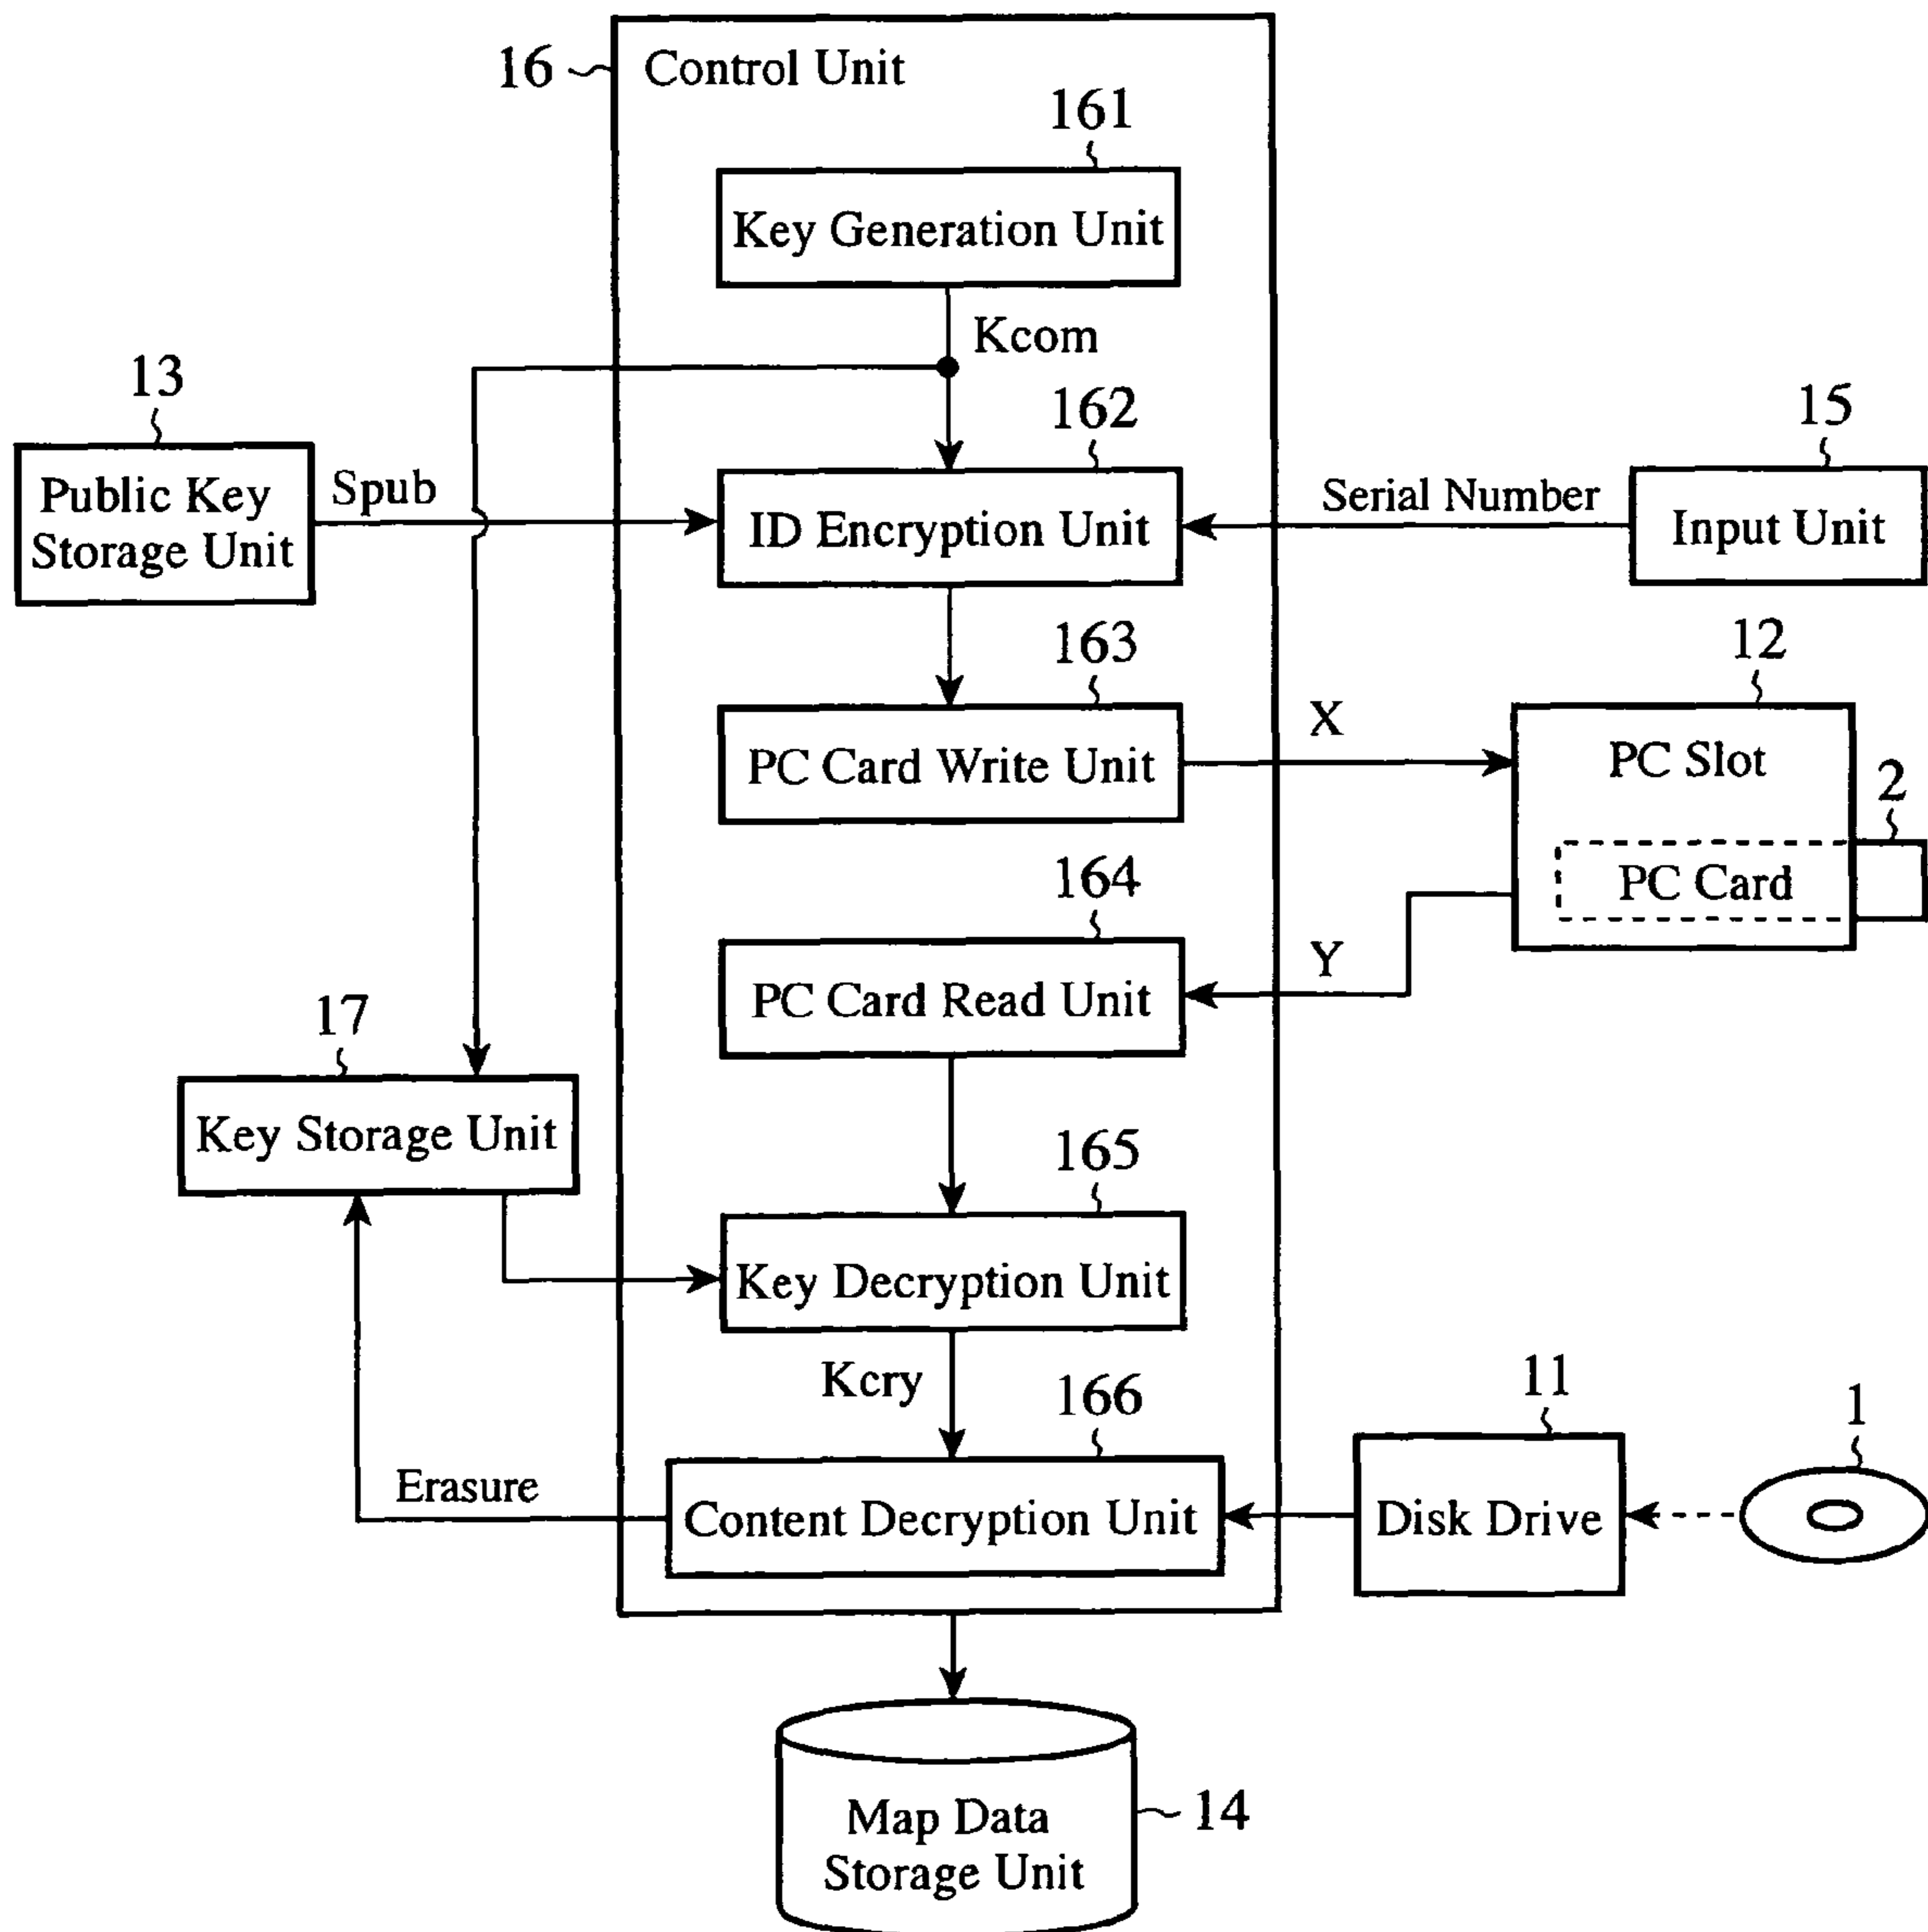 16
Control Unit
161
Key Generation Unit
Kcom
13
Public Key
Storage Unit
Spub
162
ID Encryption Unit
Serial Number
15
Input Unit
163
PC Card Write Unit
X
12
PC Slot
2
PC Card
164
PC Card Read Unit
Y
17
Key Storage Unit
165
Key Decryption Unit
Kcry
166
Content Decryption Unit
Erasure
11
Disk Drive
1
Map Data
Storage Unit
14